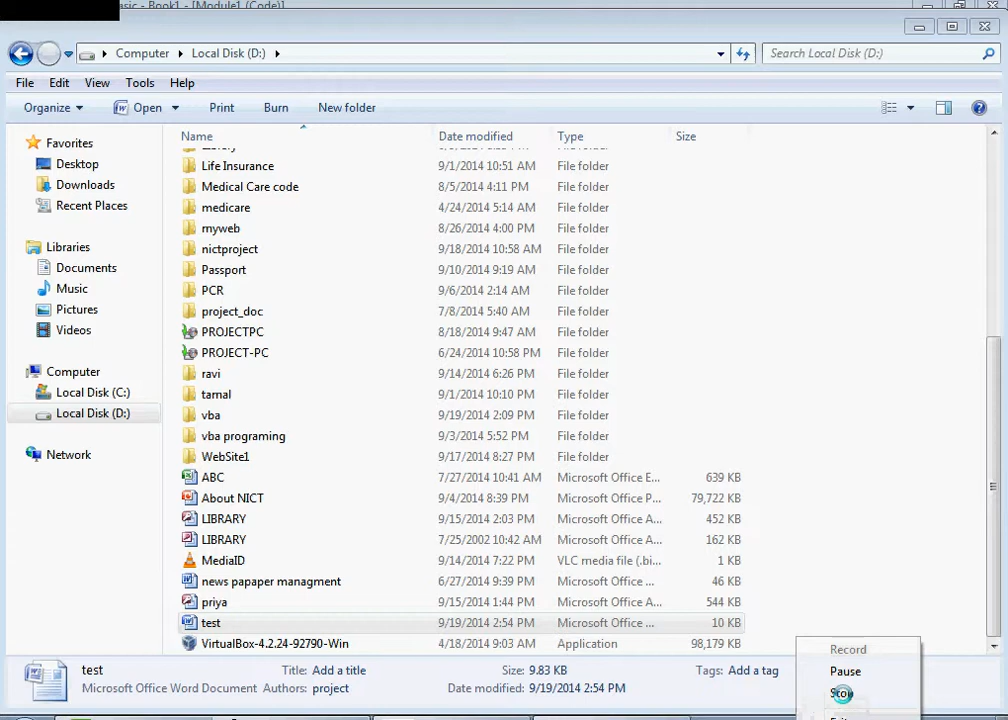 asic - Book1 - [Module1 (Code)]
Computer Local Disk (D:)
Search Local Disk (D:)
File Edit View Tools Help
Organize Open Print Burn New folder
Name Date modified Type Size
Favorites
Desktop
Downloads
Recent Places
Libraries
Documents
Music
Pictures
Videos
Computer
Local Disk (C:)
Local Disk (D:)
Network
Life Insurance 9/1/2014 10:51 AM File folder
Medical Care code 8/5/2014 4:11 PM File folder
medicare 4/24/2014 5:14 AM File folder
myweb 8/26/2014 4:00 PM File folder
nictproject 9/18/2014 10:58 AM File folder
Passport 9/10/2014 9:19 AM File folder
PCR 9/6/2014 2:14 AM File folder
project_doc 7/8/2014 5:40 AM File folder
PROJECTPC 8/18/2014 9:47 AM File folder
PROJECT-PC 6/24/2014 10:58 PM File folder
ravi 9/14/2014 6:26 PM File folder
tamal 9/1/2014 10:10 PM File folder
vba 9/19/2014 2:09 PM File folder
vba programing 9/3/2014 5:52 PM File folder
WebSite1 9/17/2014 8:27 PM File folder
ABC 7/27/2014 10:41 AM Microsoft Office E... 639 KB
About NICT 9/4/2014 8:39 PM Microsoft Office P... 79,722 KB
LIBRARY 9/15/2014 2:03 PM Microsoft Office A... 452 KB
LIBRARY 7/25/2002 10:42 AM Microsoft Office A... 162 KB
MediaID 9/14/2014 7:22 PM VLC media file (.bi... 1 KB
news papaper managment 6/27/2014 9:39 PM Microsoft Office ... 46 KB
priya 9/15/2014 1:44 PM Microsoft Office A... 544 KB
test 9/19/2014 2:54 PM Microsoft Office ... 10 KB
VirtualBox-4.2.24-92790-Win 4/18/2014 9:03 AM Application 98,179 KB
Record
Pause
Stop
test Title: Add a title Size: 9.83 KB Tags: Add a tag
Microsoft Office Word Document Authors: project Date modified: 9/19/2014 2:54 PM